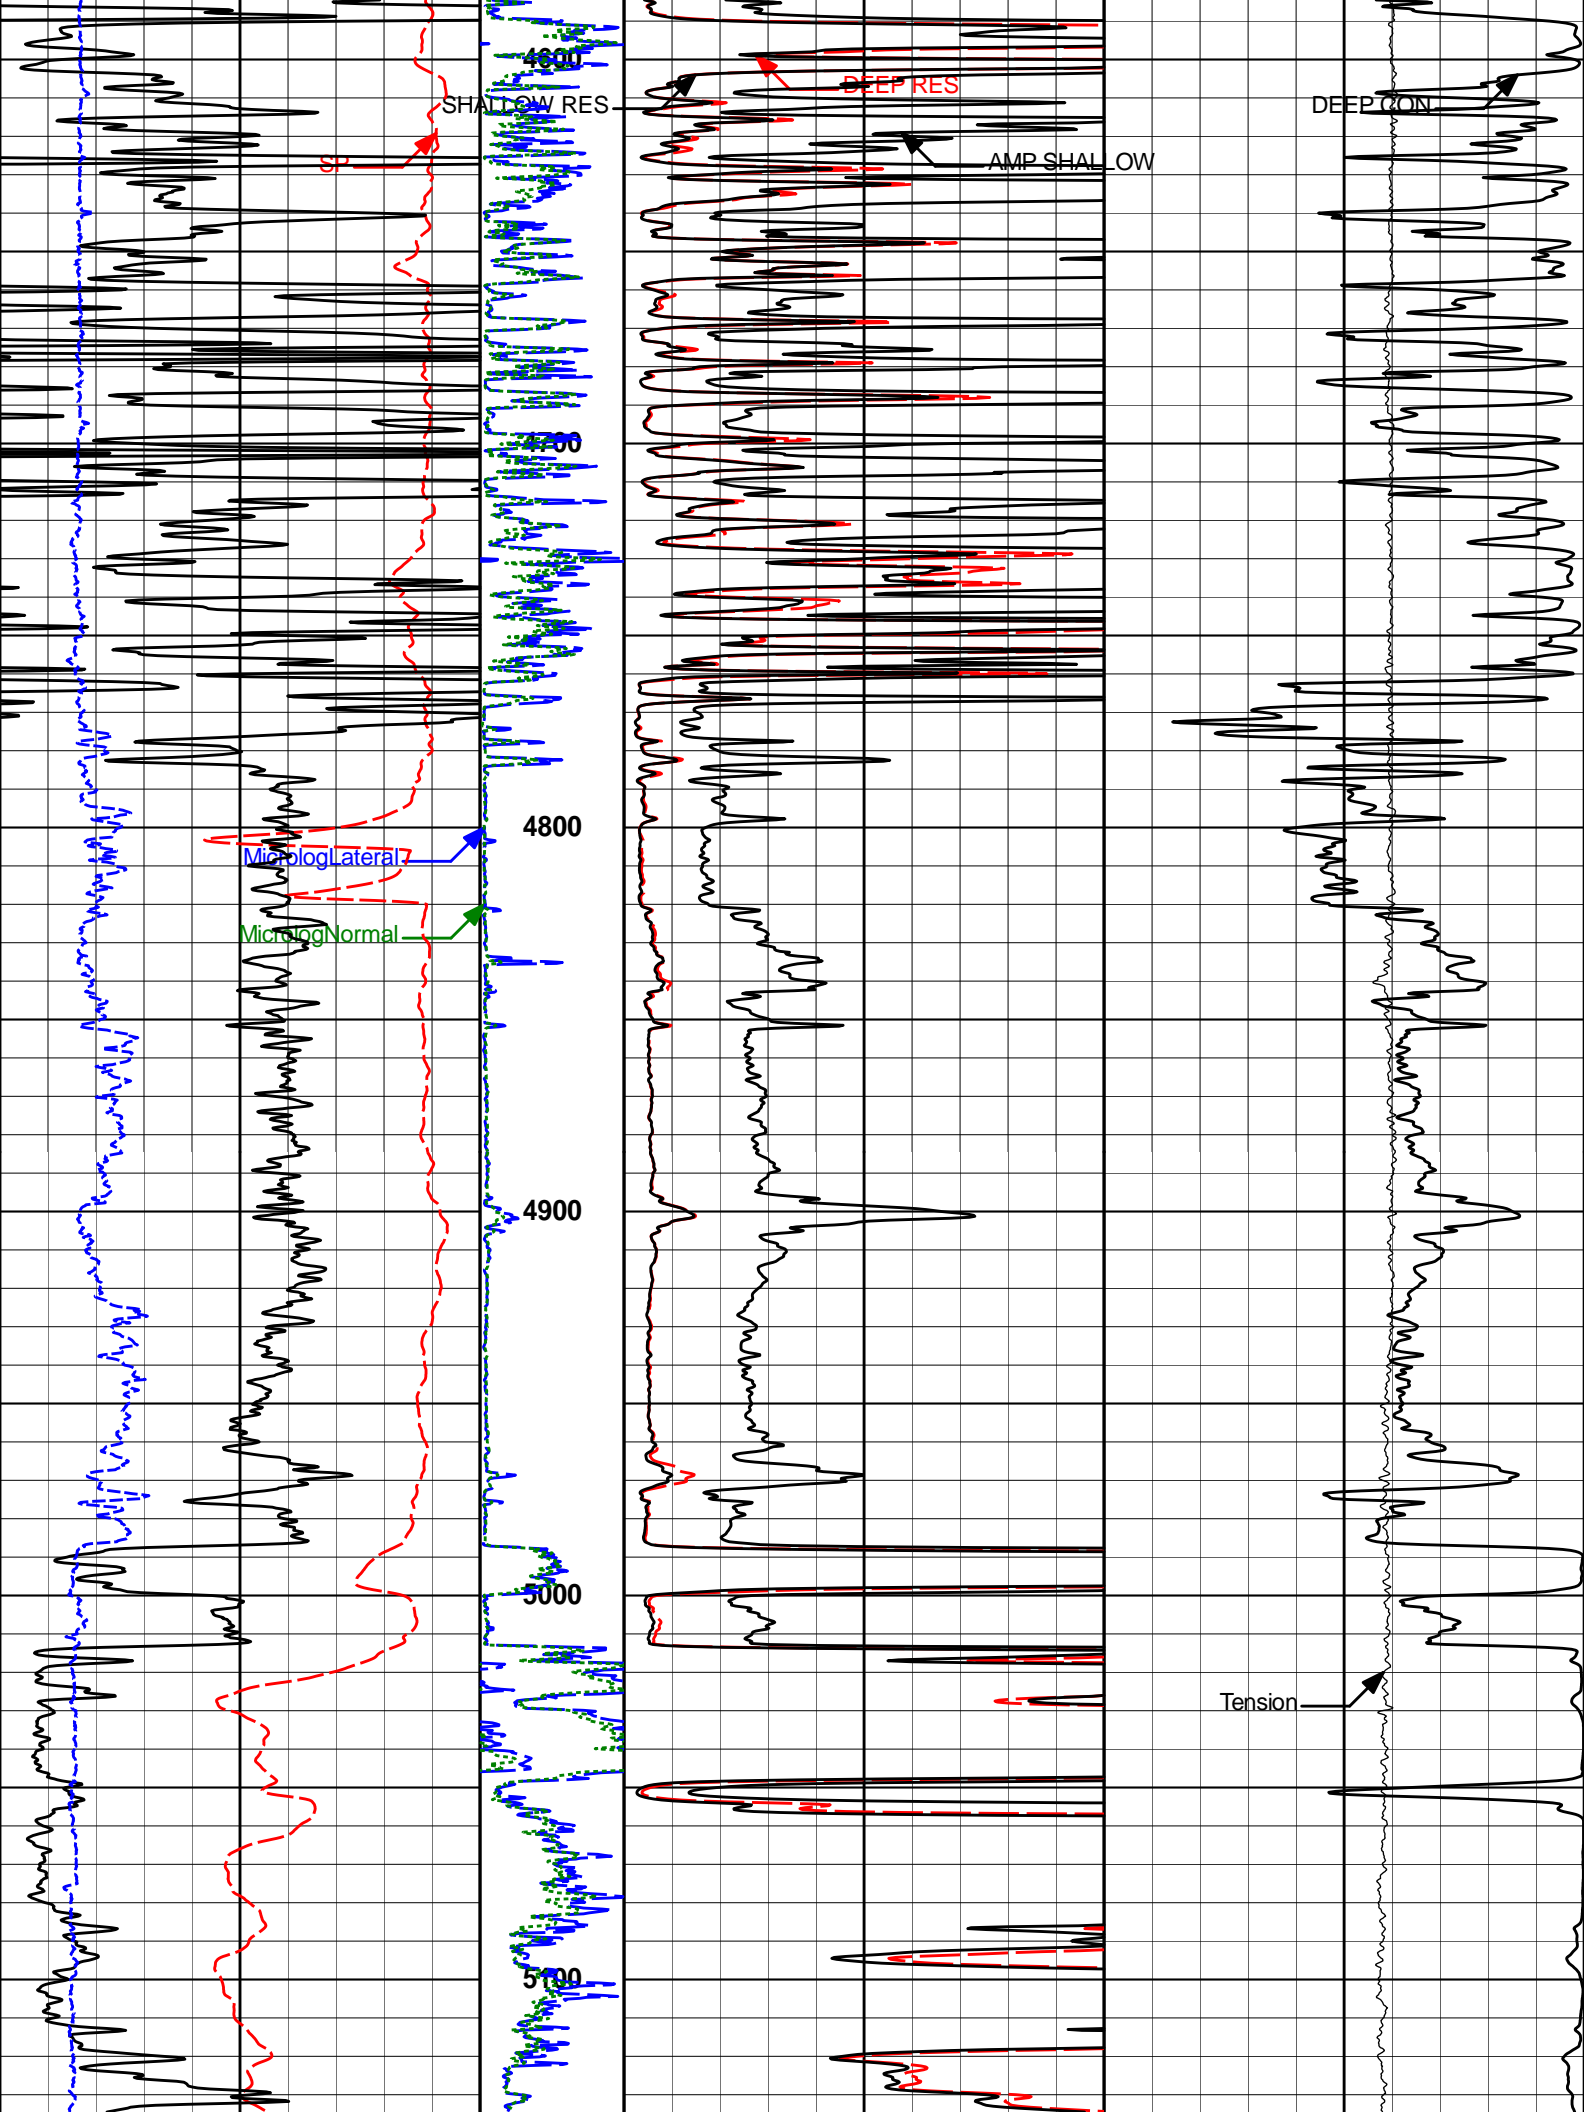 4600
DEEP RES
SHALLOW RES
DEEP CON
SP
AMP SHALLOW
4700
4800
MicrologLateral
MicrologNormal
4900
5000
Tension
5100